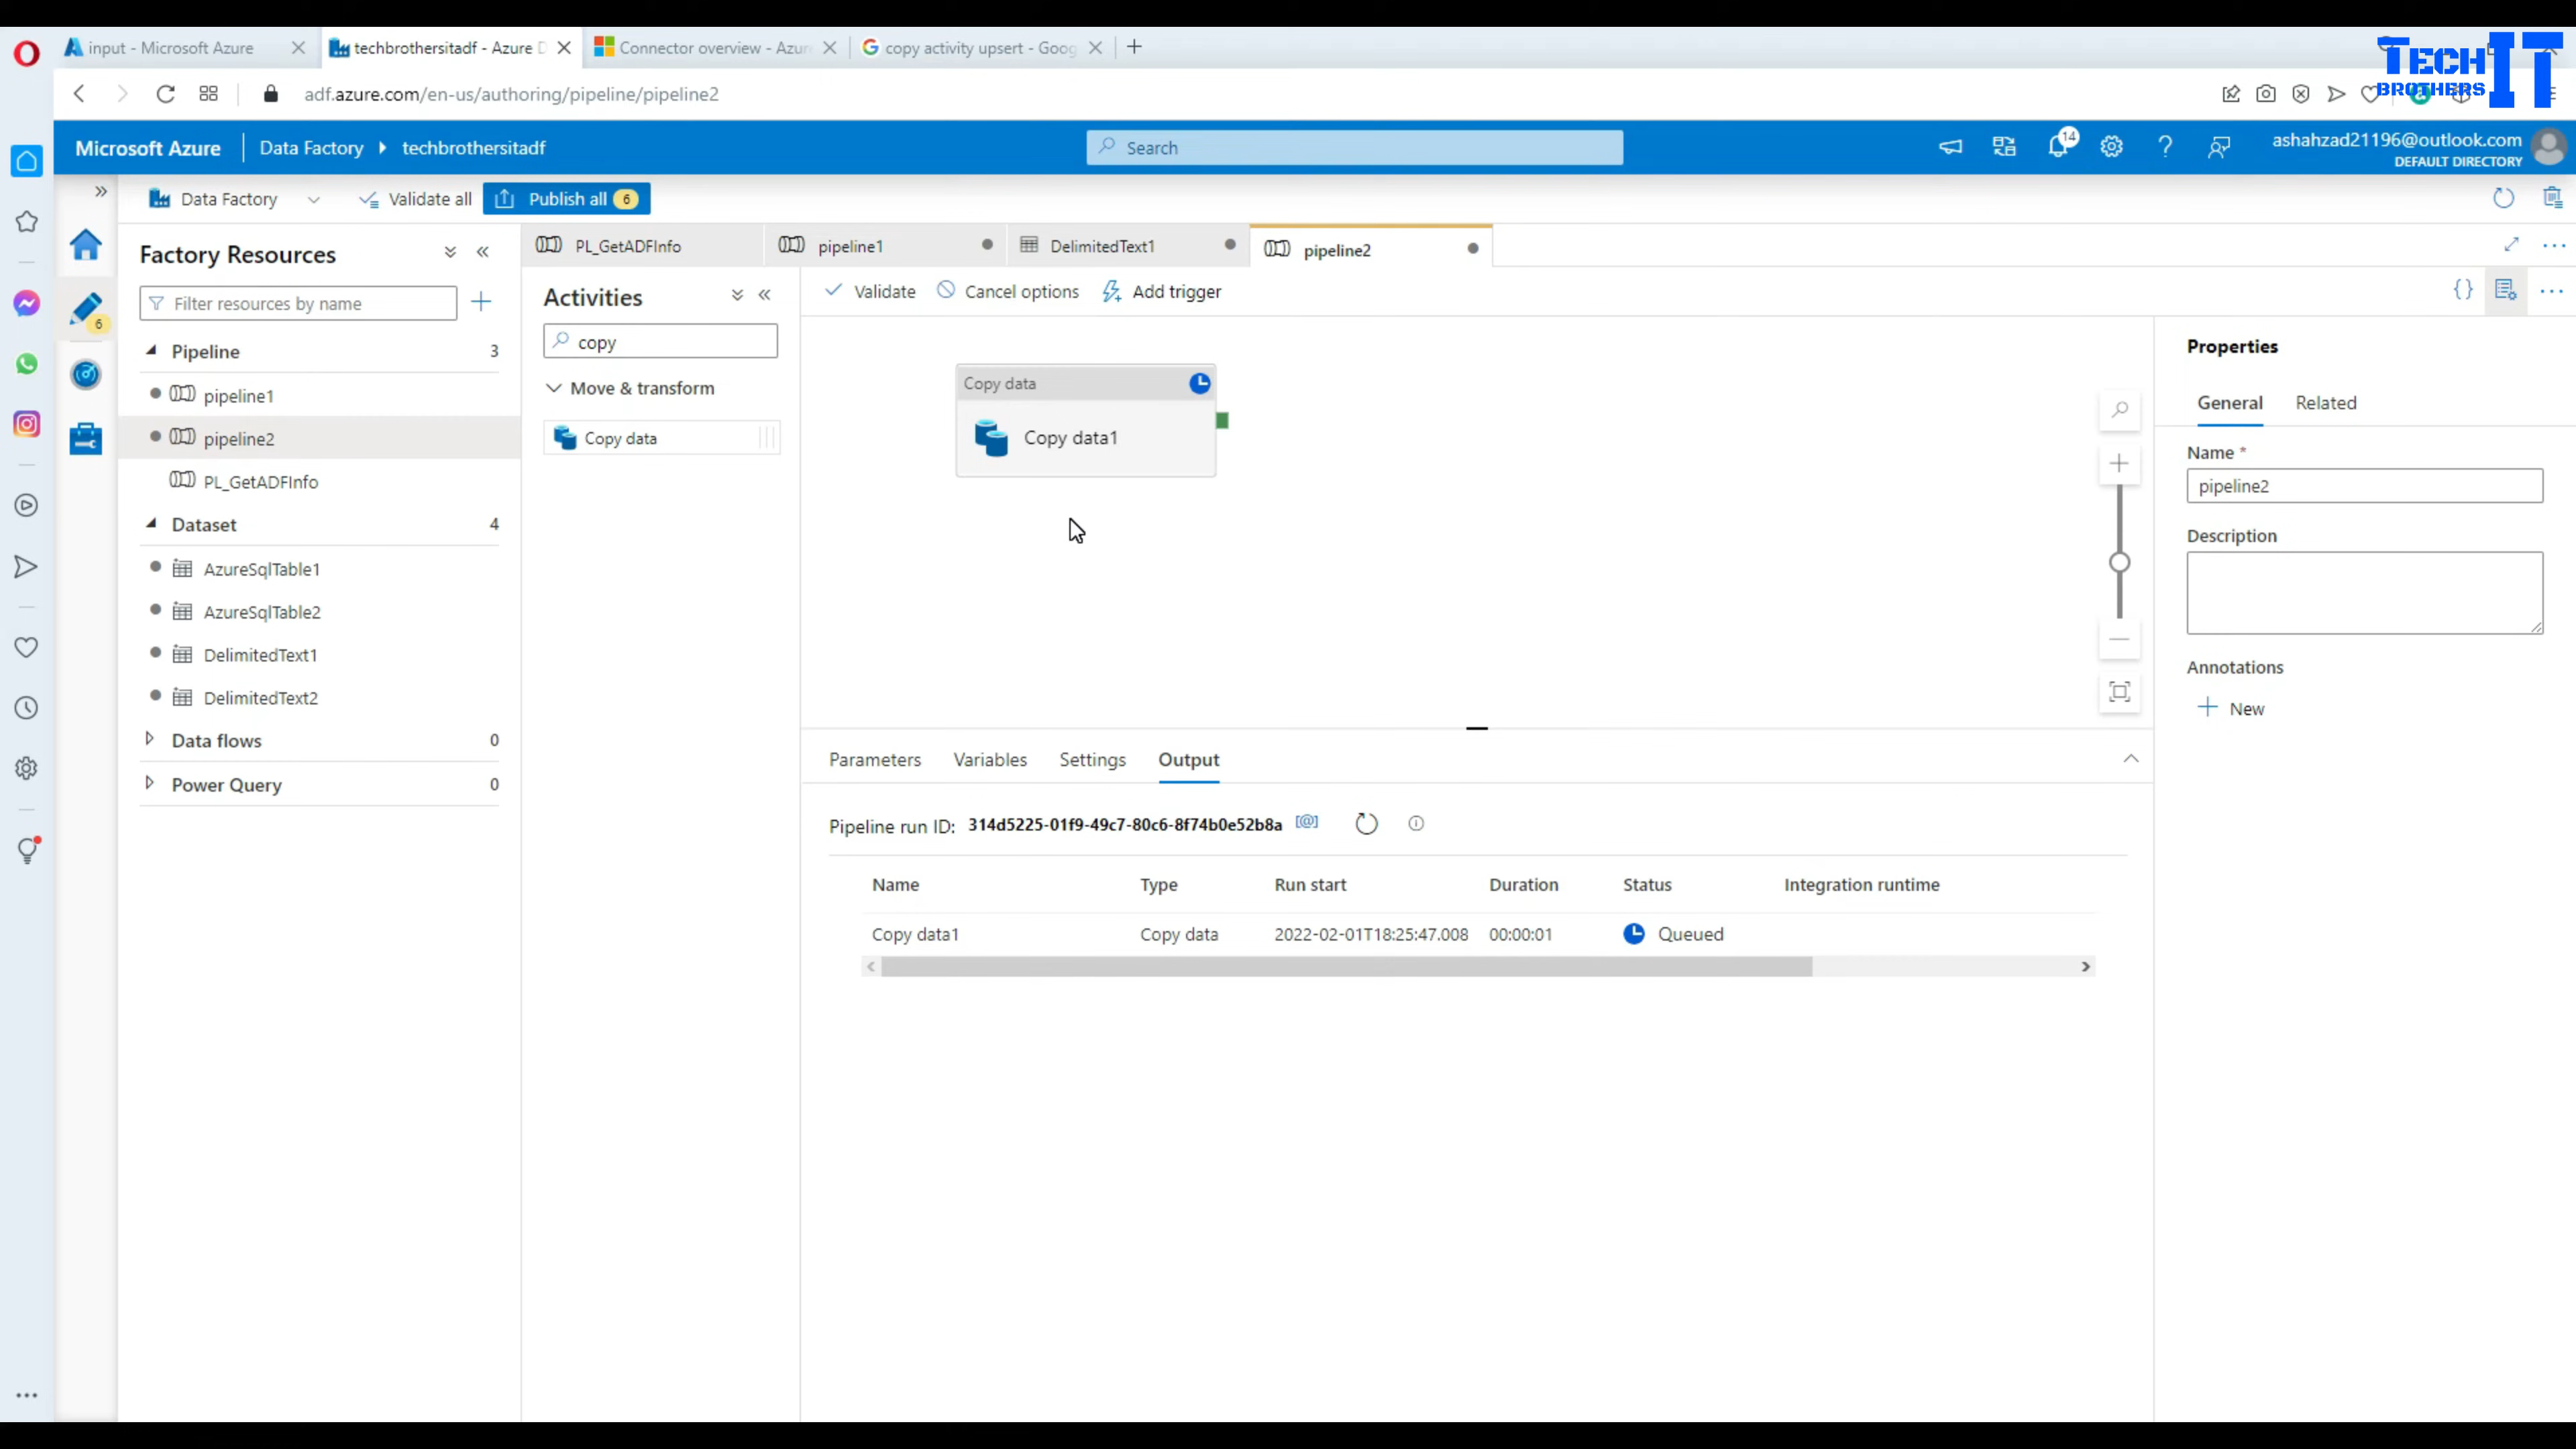 input - Microsoft Azure
techbrothersitadf - Azure D
Connector overview - Azur
copy activity upsert - Goog
TECH BROTHERS IT
adf.azure.com/en-us/authoring/pipeline/pipeline2
Microsoft Azure
Data Factory
techbrothersitadf
Search
14
ashahzad21196@outlook.com
DEFAULT DIRECTORY
Data Factory
Validate all
Publish all 6
Factory Resources
PL_GetADFInfo
pipeline1
DelimitedText1
pipeline2
Filter resources by name
6
Activities
copy
Validate
Cancel options
Add trigger
Pipeline 3
pipeline1
pipeline2
PL_GetADFInfo
Dataset 4
AzureSqlTable1
AzureSqlTable2
DelimitedText1
DelimitedText2
Data flows 0
Power Query 0
Move & transform
Copy data
Copy data
Copy data1
Properties
General
Related
Name *
pipeline2
Description
Annotations
New
Parameters
Variables
Settings
Output
Pipeline run ID: 314d5225-01f9-49c7-80c6-8f74b0e52b8a
Name Type Run start Duration Status Integration runtime
Copy data1 Copy data 2022-02-01T18:25:47.008 00:00:01 Queued